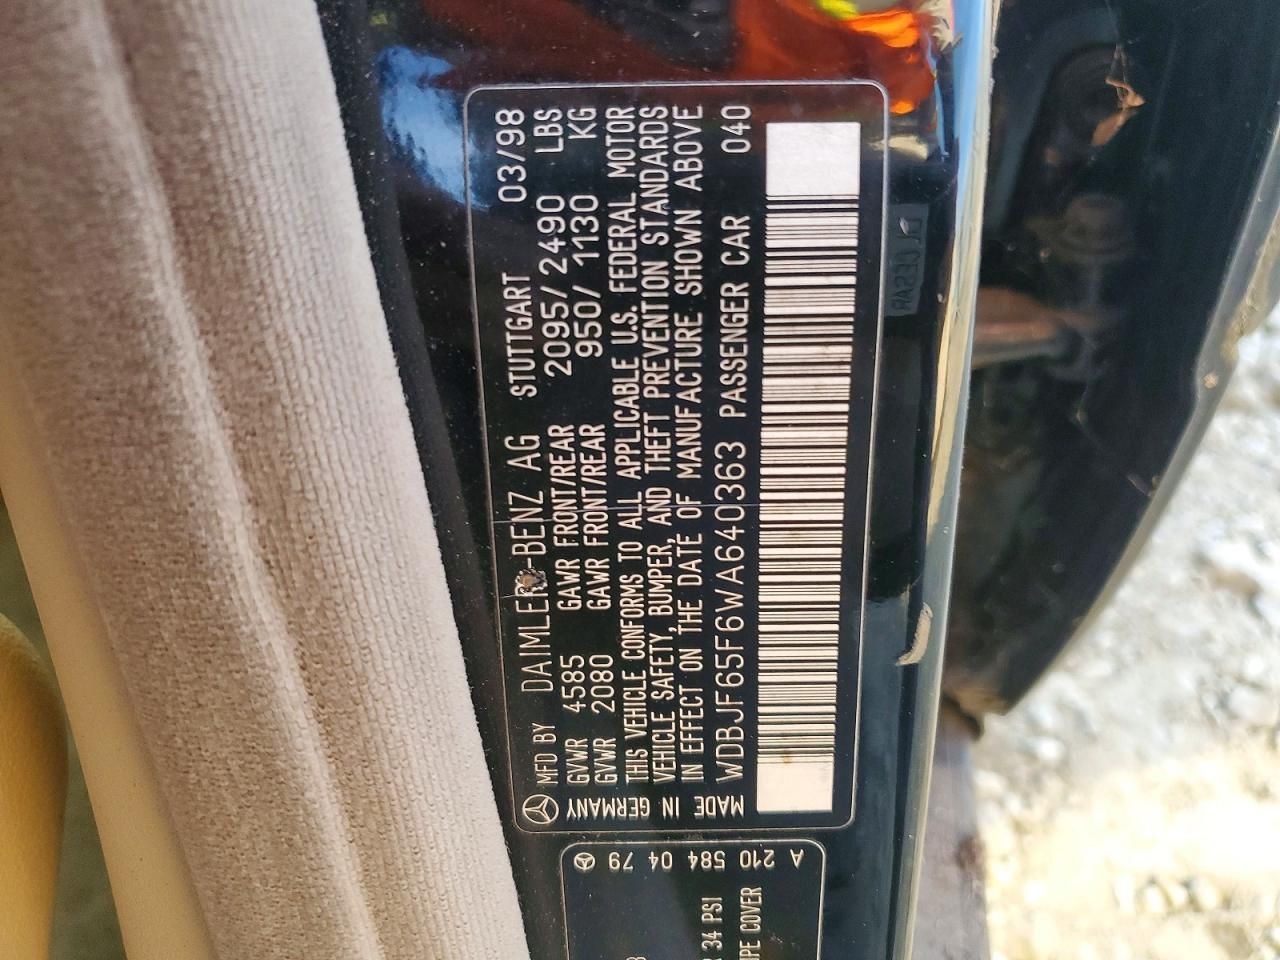 MFD BY DAIMLER-BENZ AG STUTTGART 03/98
GVWR 4585 GAWR FRONT/REAR 2095/2490 LBS
GVWR 2080 GAWR FRONT/REAR 950/1130 KG
THIS VEHICLE CONFORMS TO ALL APPLICABLE U.S. FEDERAL MOTOR
VEHICLE SAFETY, BUMPER, AND THEFT PREVENTION STANDARDS
IN EFFECT ON THE DATE OF MANUFACTURE SHOWN ABOVE
WDBJF65F6WA640363 PASSENGER CAR 040
MADE IN GERMANY
A 210 584 04 79
34 PSI
COVER